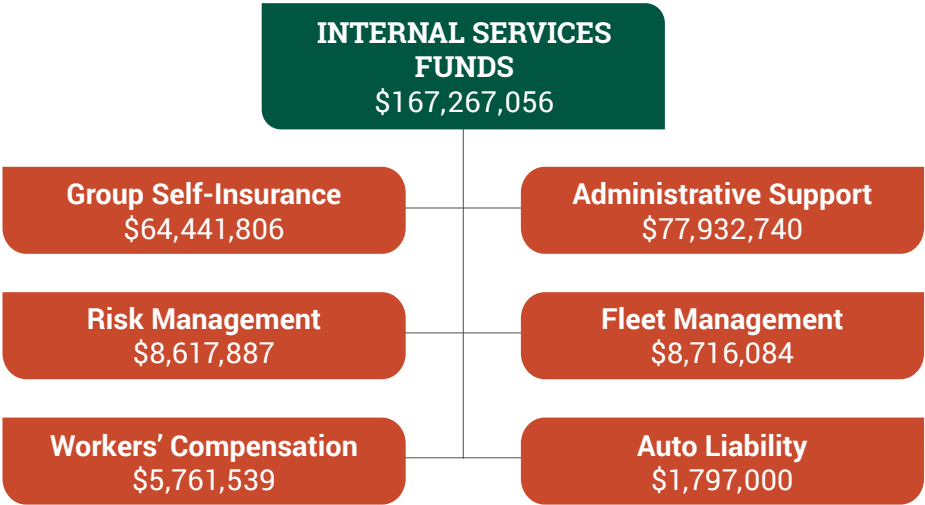 INTERNAL SERVICES
FUNDS
$167,267,056
Group Self-Insurance
$64,441,806
Administrative Support
$77,932,740
Risk Management
$8,617,887
Fleet Management
$8,716,084
Workers’ Compensation
$5,761,539
Auto Liability
$1,797,000